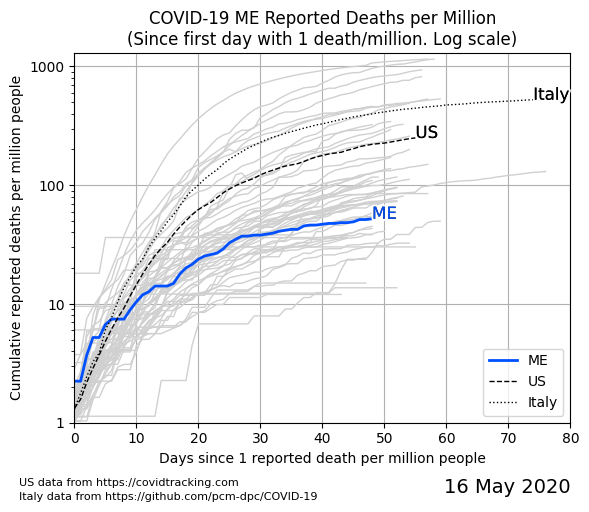 COVID-19 ME Reported Deaths per Million
(Since first day with 1 death/million. Log scale)
Cumulative reported deaths per million people
1000
100
10
1
Italy
US
ME
ME
US
Italy
0 10 20 30 40 50 60 70 80
Days since 1 reported death per million people
US data from https://covidtracking.com
Italy data from https://github.com/pcm-dpc/COVID-19
16 May 2020